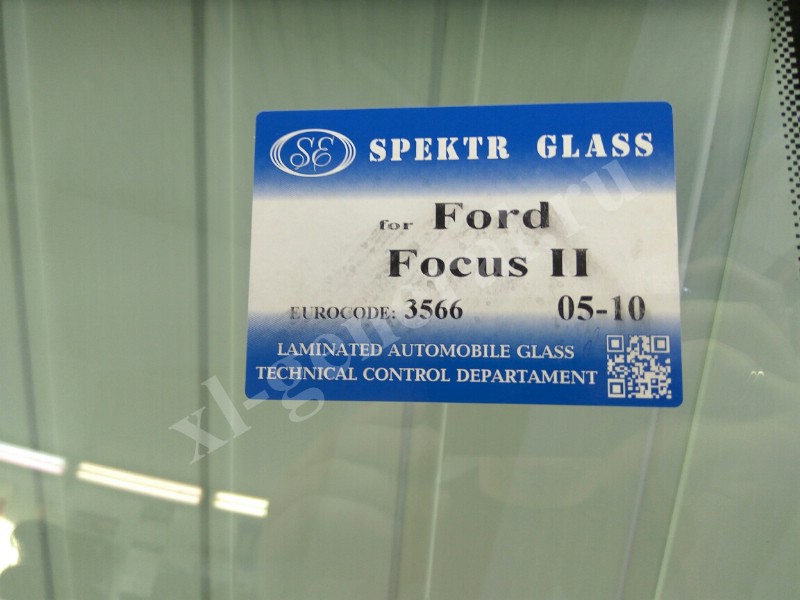 SE SPEKTR GLASS
for Ford
Focus II
EUROCODE: 3566 05-10
LAMINATED AUTOMOBILE GLASS
TECHNICAL CONTROL DEPARTAMENT